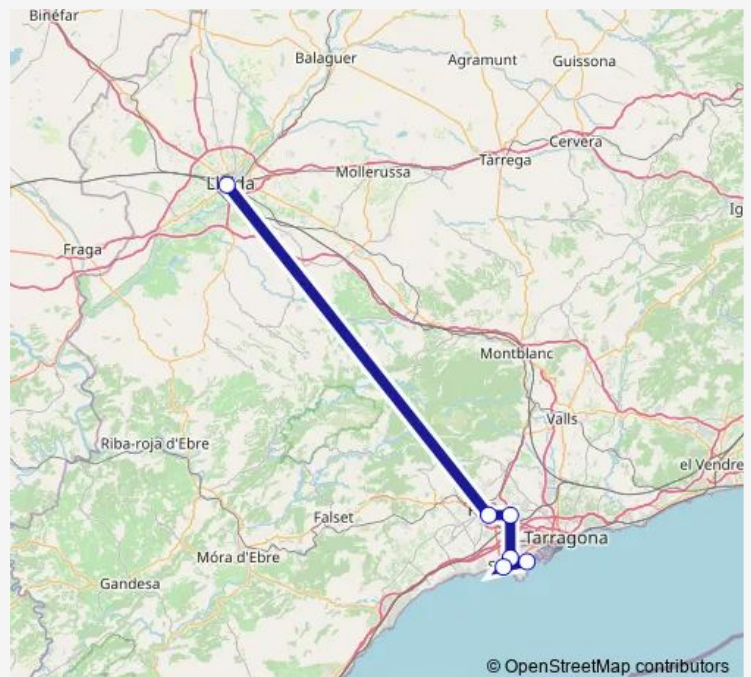 Binéfar
Balaguer
Agramunt
Guissona
Cervera
Tàrrega
Mollerussa
Ig
Fraga
Montblanc
Valls
Riba-roja d'Ebre
el Vendre
Falset
Tarragona
Móra d'Ebre
Gandesa
© OpenStreetMap contributors